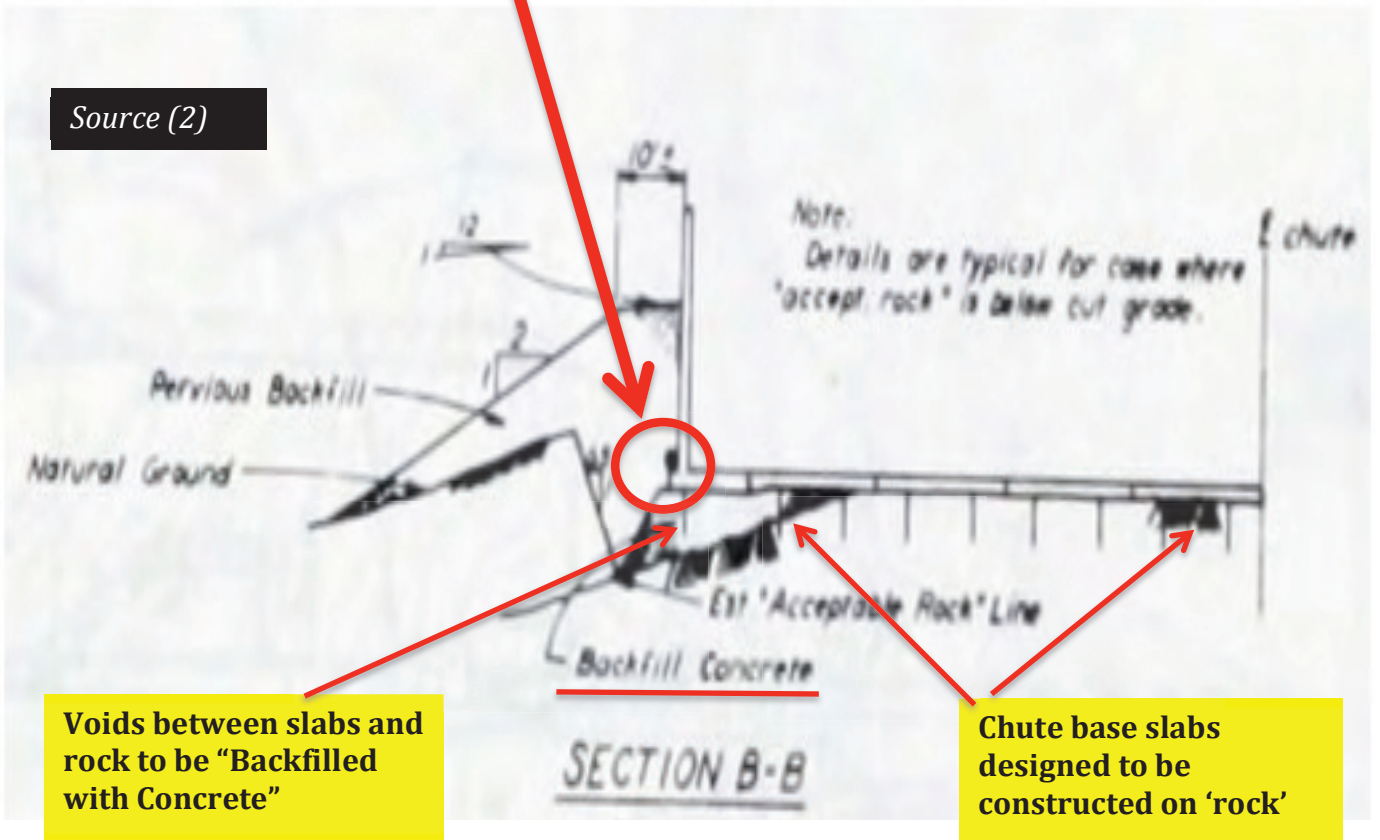 Source (2)
10'±
12
1
Note:
Details are typical for case where
"accept. rock" is below cut grade.
chute
2
1
Pervious Backfill
Natural Ground
Est "Acceptable Rock" Line
Backfill Concrete
Voids between slabs and
rock to be “Backfilled
with Concrete”
SECTION B-B
Chute base slabs
designed to be
constructed on ‘rock’